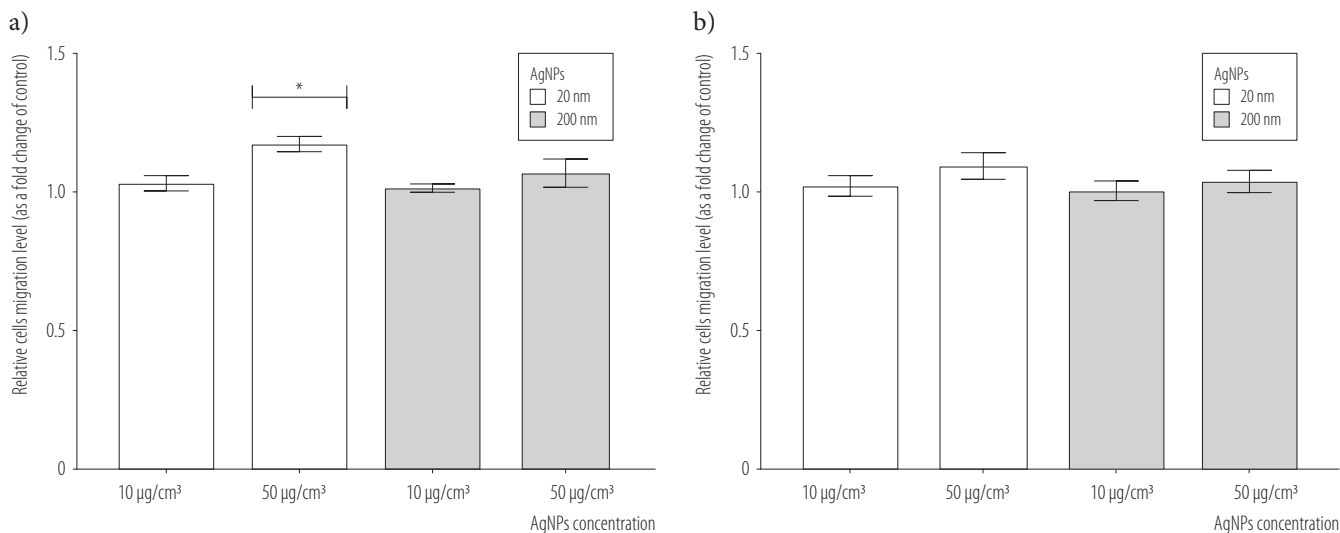 a)
Relative cells migration level (as a fold change of control)
1.5
1.0
0.5
0
*
AgNPs
20 nm
200 nm
10 µg/cm³ 50 µg/cm³ 10 µg/cm³ 50 µg/cm³
AgNPs concentration
b)
Relative cells migration level (as a fold change of control)
1.5
1.0
0.5
0
AgNPs
20 nm
200 nm
10 µg/cm³ 50 µg/cm³ 10 µg/cm³ 50 µg/cm³
AgNPs concentration